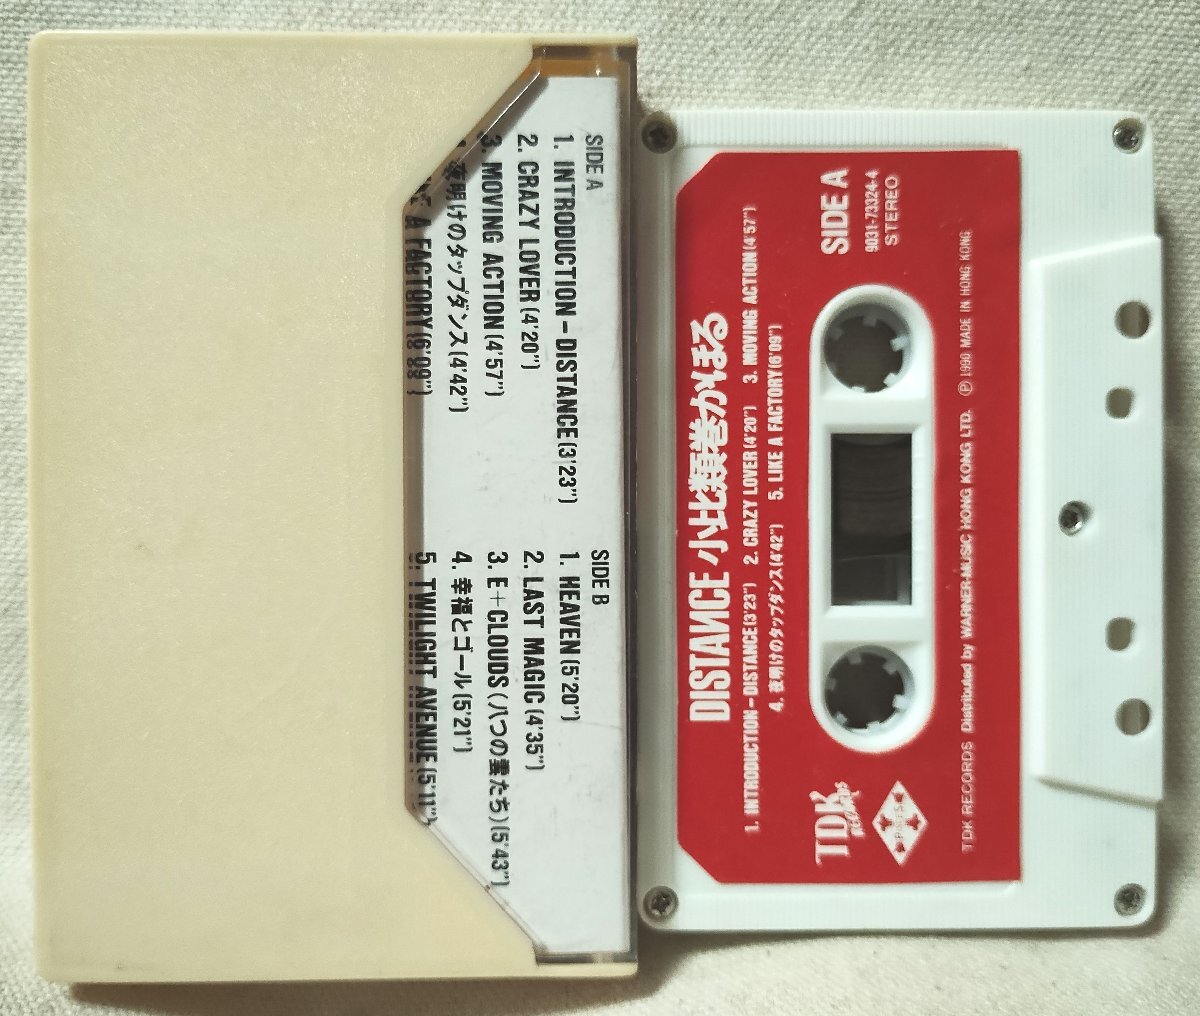 SIDE A
1. INTRODUCTION–DISTANCE(3'23")
2. CRAZY LOVER(4'20")
3. MOVING ACTION(4'57")
夜明けのタップダンス(4'42")
A FACTORY(6'09")
SIDE B
1. HEAVEN(5'20")
2. LAST MAGIC(4'35")
3. E+CLOUDS(八つの雲たち)(5'43")
4. 幸福とゴール(5'21")
5. TWILIGHT AVENUE(5'11")
DISTANCE 小比類巻かほる
1. INTRODUCTION–DISTANCE(3'23") 2. CRAZY LOVER(4'20") 3. MOVING ACTION(4'57")
4. 夜明けのタップダンス(4'42") 5. LIKE A FACTORY(6'09")
SIDE A
9031-73324-4
STEREO
TDK
RECORDS
TDK RECORDS Distributed by WARNER MUSIC HONG KONG LTD. ℗ 1990 MADE IN HONG KONG